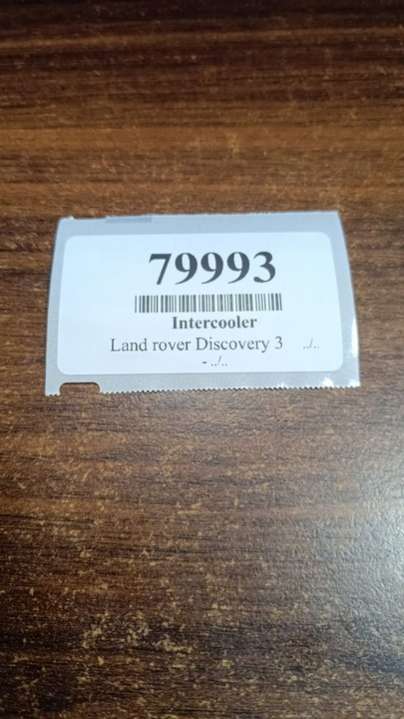 79993
Intercooler
Land rover Discovery 3 ../..
- ../..